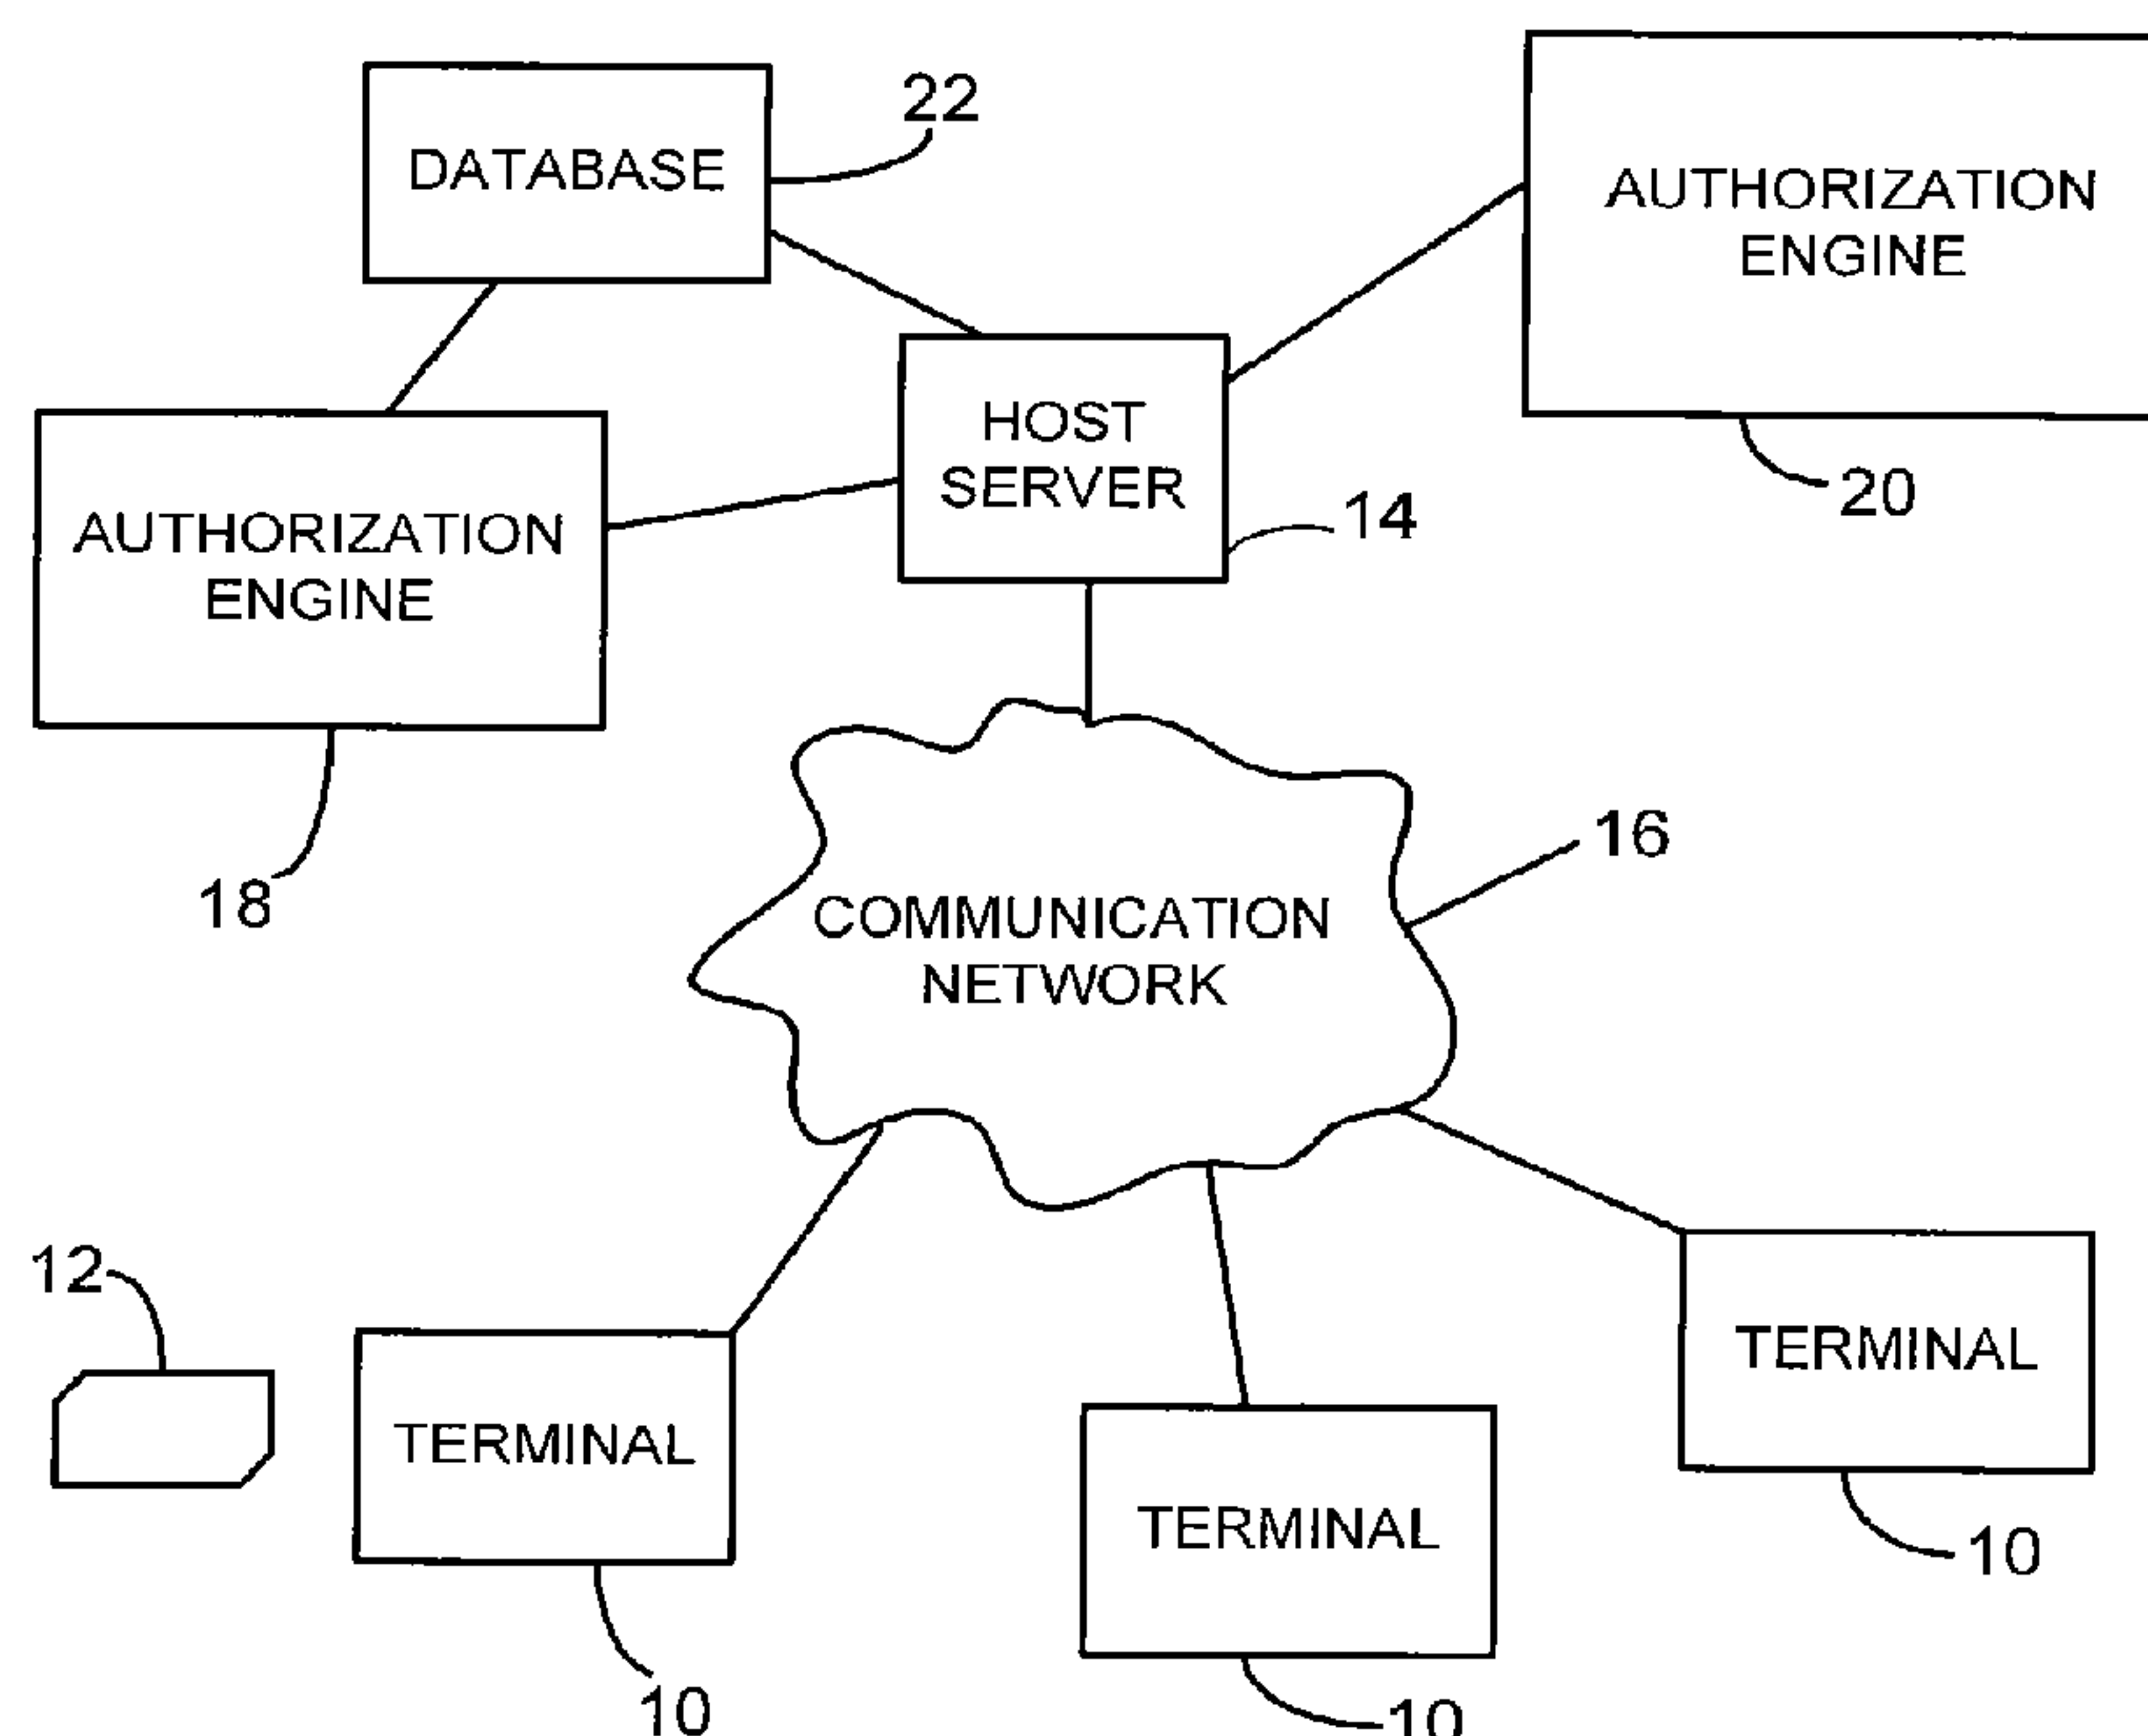 22
DATABASE
AUTHORIZATION
ENGINE
20
HOST
SERVER
14
AUTHORIZATION
ENGINE
18
16
COMMUNICATION
NETWORK
12
TERMINAL
10
TERMINAL
10
TERMINAL
10